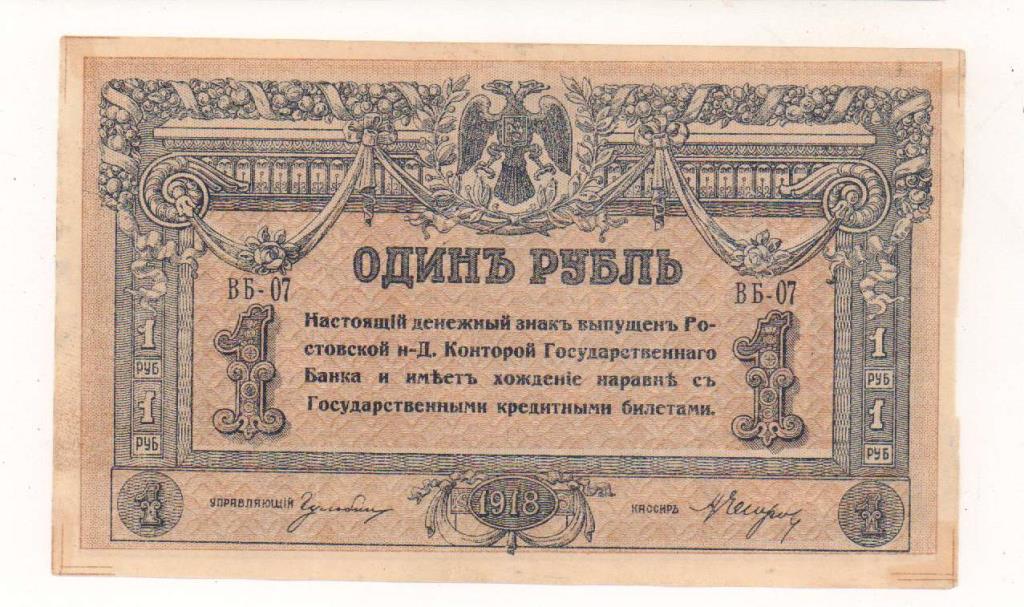 ОДИНЪ РУБЛЬ
ВБ-07
ВБ-07
1
1
Настоящій денежный знакъ выпущенъ Ро-
стовской н-Д. Конторой Государственнаго
Банка и имѣетъ хожденіе наравнѣ съ
Государственными кредитными билетами.
1
РУБ
1
РУБ
1
РУБ
1
РУБ
1
УПРАВЛЯЮЩІЙ
1918
КАССИРЪ
1